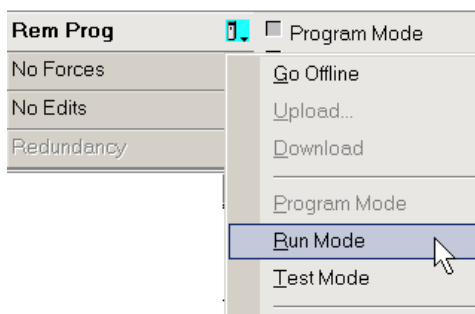 Rem Prog
Program Mode
No Forces
No Edits
Redundancy
Go Offline
Upload...
Download
Program Mode
Run Mode
Test Mode